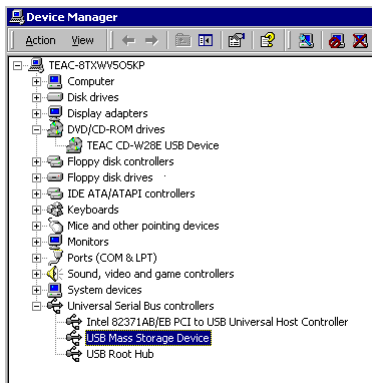 Device Manager
Action View
TEAC-8TXWV5O5KP
Computer
Disk drives
Display adapters
DVD/CD-ROM drives
TEAC CD-W28E USB Device
Floppy disk controllers
Floppy disk drives
IDE ATA/ATAPI controllers
Keyboards
Mice and other pointing devices
Monitors
Ports (COM & LPT)
Sound, video and game controllers
System devices
Universal Serial Bus controllers
Intel 82371AB/EB PCI to USB Universal Host Controller
USB Mass Storage Device
USB Root Hub